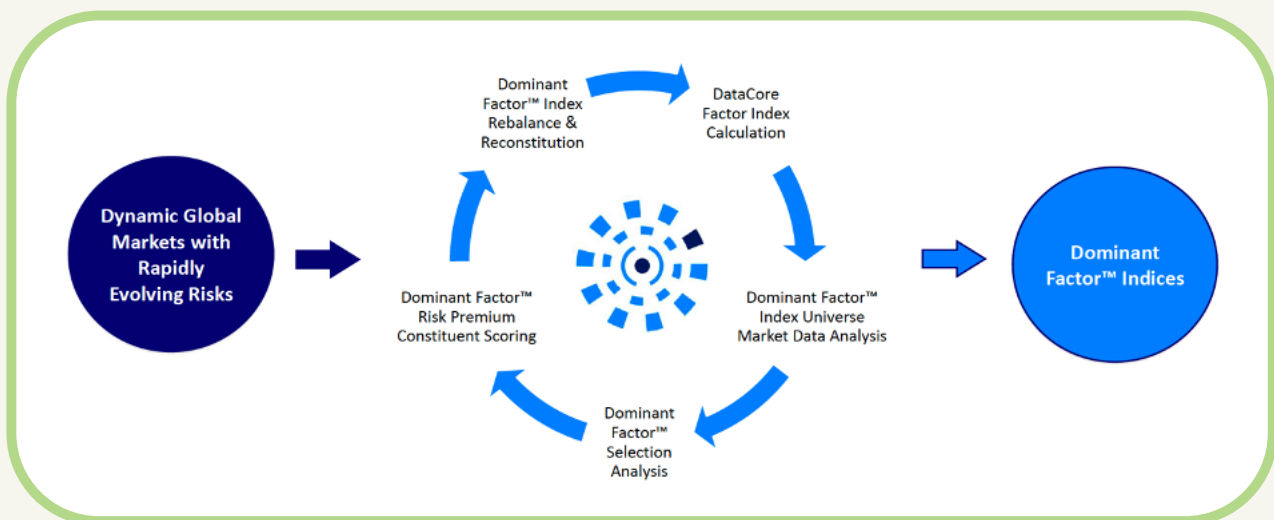 Dynamic Global
Markets with
Rapidly
Evolving Risks
Dominant
Factor™ Index
Rebalance &
Reconstitution
DataCore
Factor Index
Calculation
Dominant Factor™
Index Universe
Market Data Analysis
Dominant
Factor™
Selection
Analysis
Dominant Factor™
Risk Premium
Constituent Scoring
Dominant
Factor™ Indices